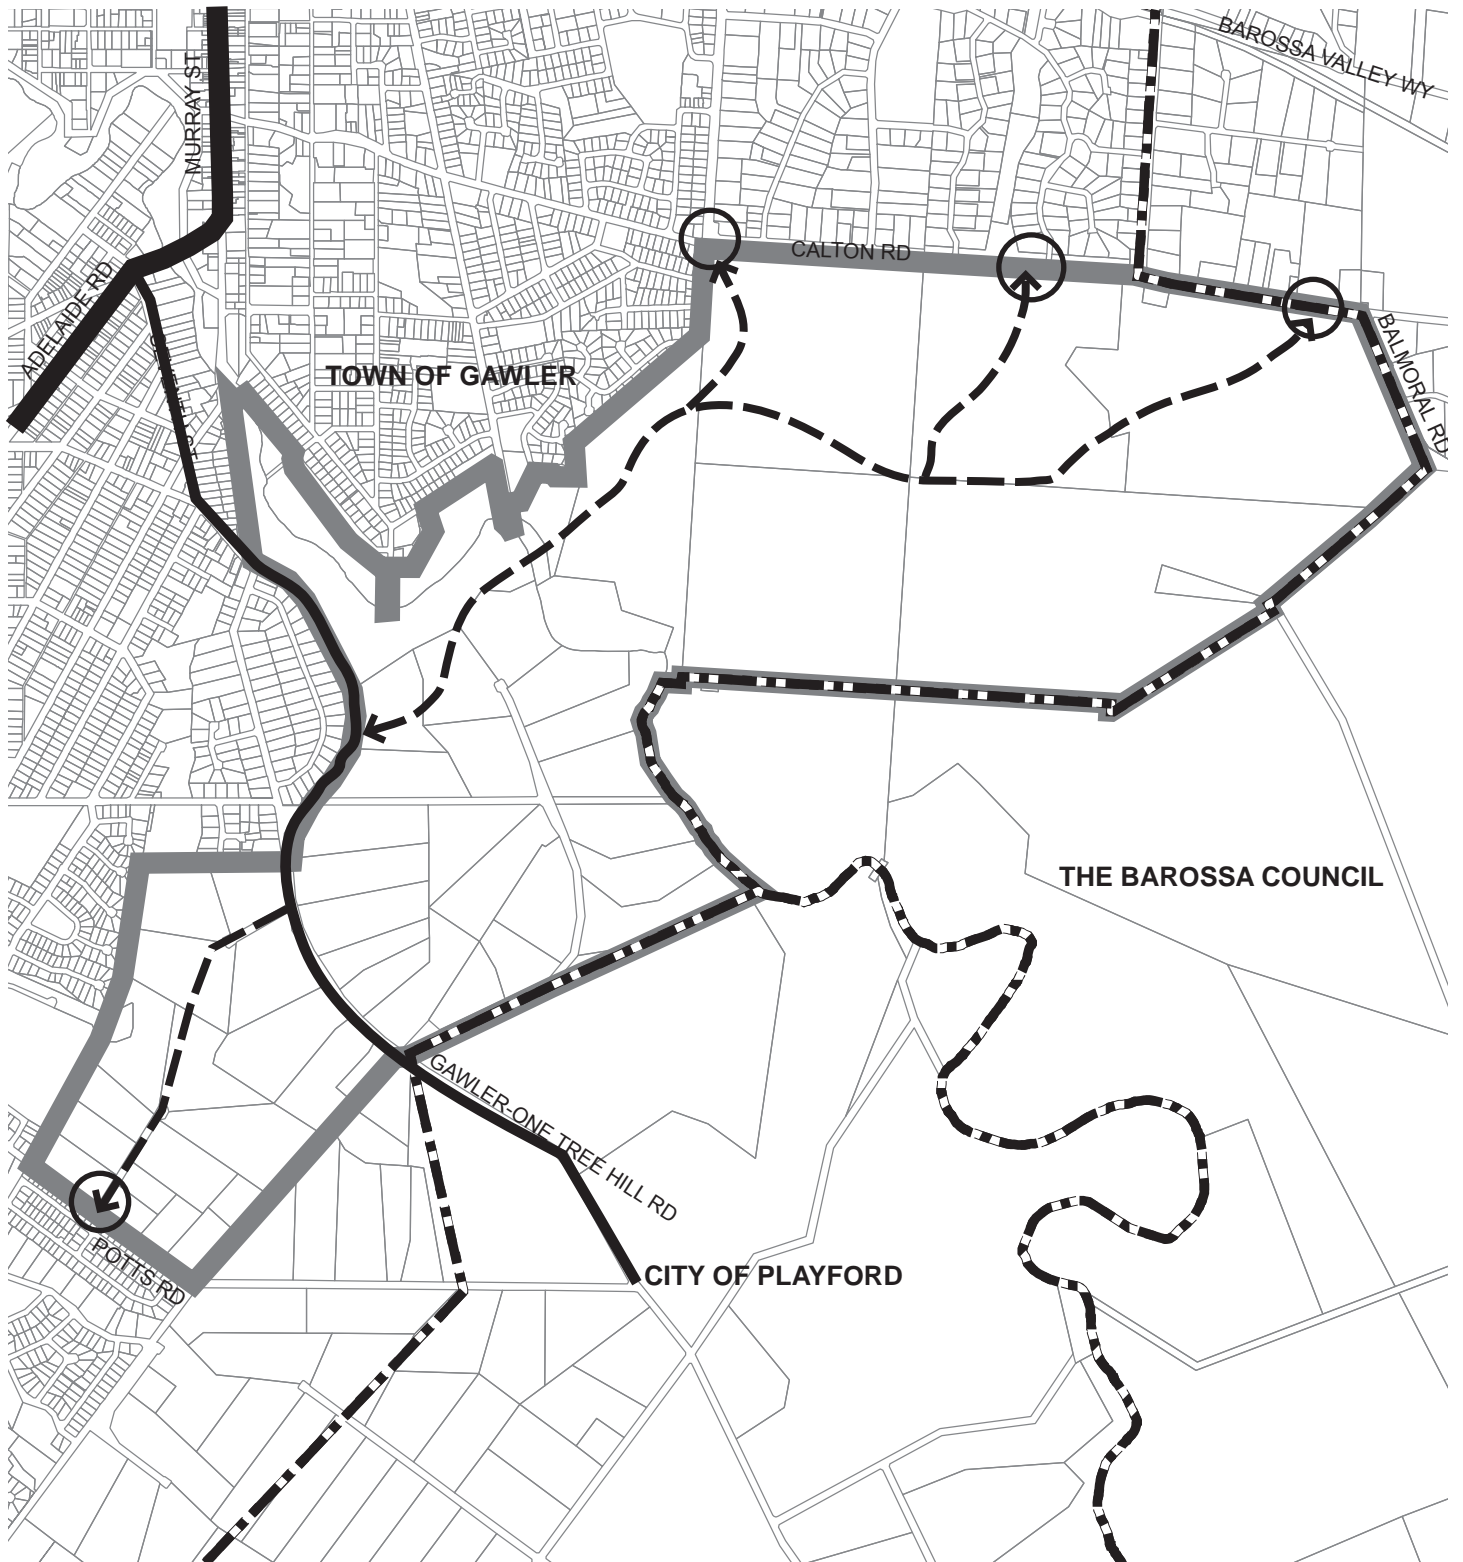 BAROSSA VALLEY WY
MURRAY ST
CALTON RD
ADELAIDE RD
BALMORAL RD
TOWN OF GAWLER
THE BAROSSA COUNCIL
GAWLER-ONE TREE HILL RD
CITY OF PLAYFORD
POTTS RD